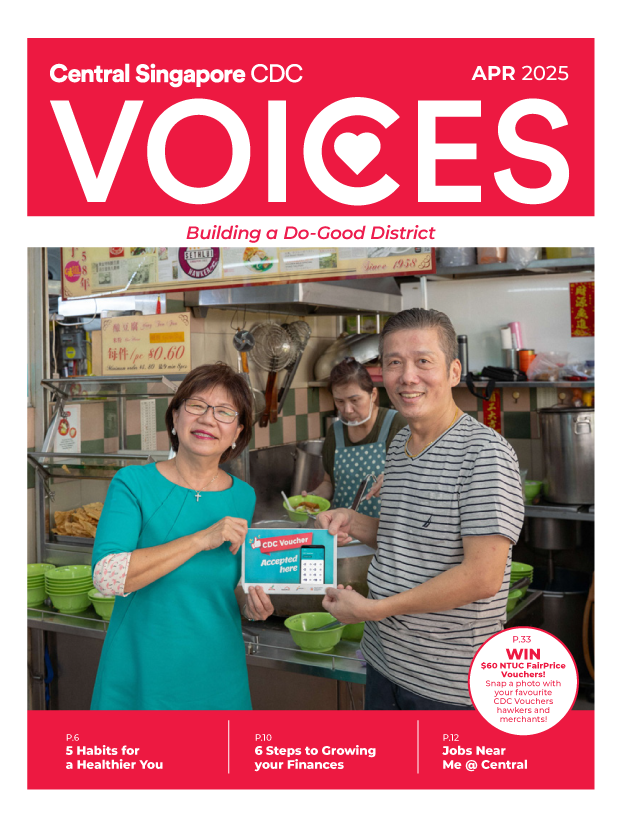 Central Singapore CDC
APR 2025
VOICES
Building a Do-Good District
Since 1958
每件/pc $0.60
CDC Voucher
Accepted
here
P.33
WIN
$60 NTUC FairPrice
Vouchers!
Snap a photo with
your favourite
CDC Vouchers
hawkers and
merchants!
P.6
5 Habits for
a Healthier You
P.10
6 Steps to Growing
your Finances
P.12
Jobs Near
Me @ Central